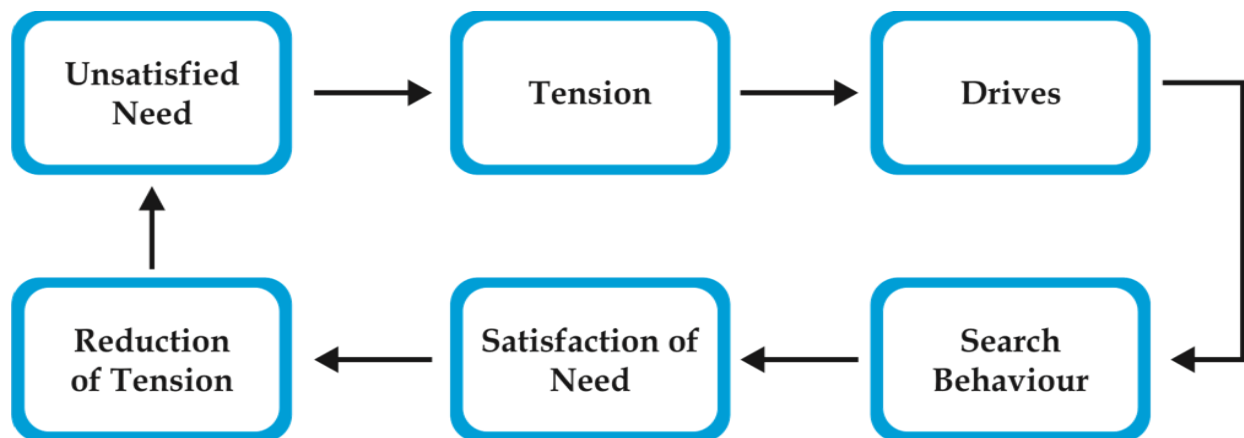 Unsatisfied
Need
Tension
Drives
Search
Behaviour
Satisfaction of
Need
Reduction
of Tension